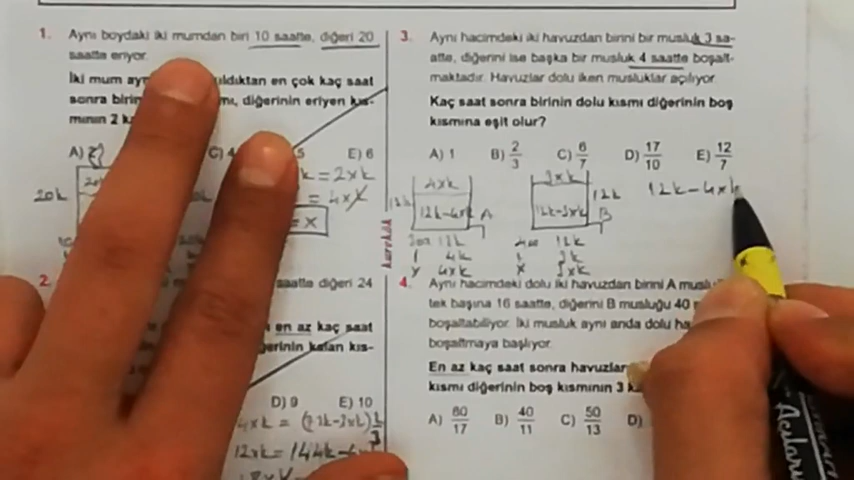 1. Aynı boydaki iki mumdan biri 10 saatte, diğeri 20
saatte eriyor.
İki mum ayn ıldıktan en çok kaç saat
sonra birin mı, diğerinin eriyen kıs-
mının 2 ka
A) 2 C) 4 5 E) 6
20k
k = 2xk
= 4xk
= x
2. saatte diğeri 24
en az kaç saat
ğerinin kalan kıs-
D) 9 E) 10
12xk = 144k
karekök
3. Aynı hacimdeki iki havuzdan birini bir musluk 3 sa-
atte, diğerini ise başka bir musluk 4 saatte boşalt-
maktadır. Havuzlar dolu iken musluklar açılıyor.
Kaç saat sonra birinin dolu kısmı diğerinin boş
kısmına eşit olur?
A) 1 B) 2/3 C) 6/7 D) 17/10 E) 12/7
4xk 3xk 12k-4xk
12k 12k-4xk A 12k-3xk B 12k
3sa 12k 4sa 12k
1 4k 1 3k
x 4xk x 3xk
4. Aynı hacimdeki dolu iki havuzdan birini A muslu
tek başına 16 saatte, diğerini B musluğu 40
boşaltabiliyor. İki musluk aynı anda dolu ha
boşaltmaya başlıyor.
En az kaç saat sonra havuzlar
kısmı diğerinin boş kısmının 3 ka
A) 80/17 B) 40/11 C) 50/13 D)